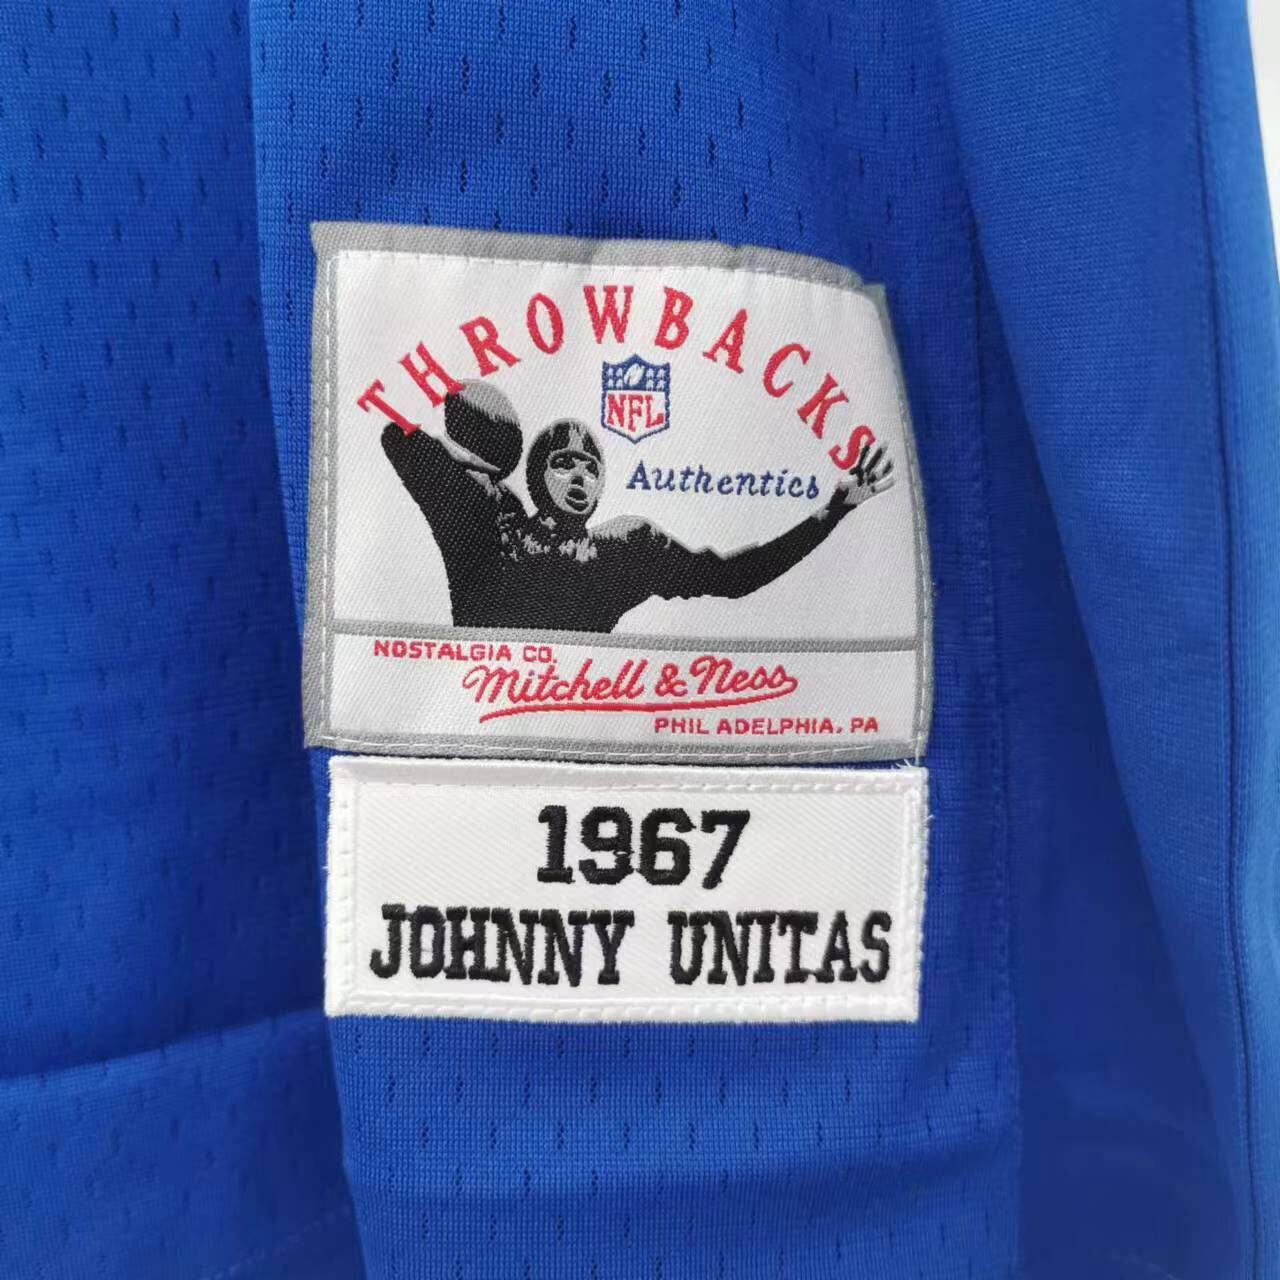 THROWBACKS
NFL
Authentics
NOSTALGIA CO.
Mitchell & Ness
PHIL ADELPHIA, PA
1967
JOHNNY UNITAS